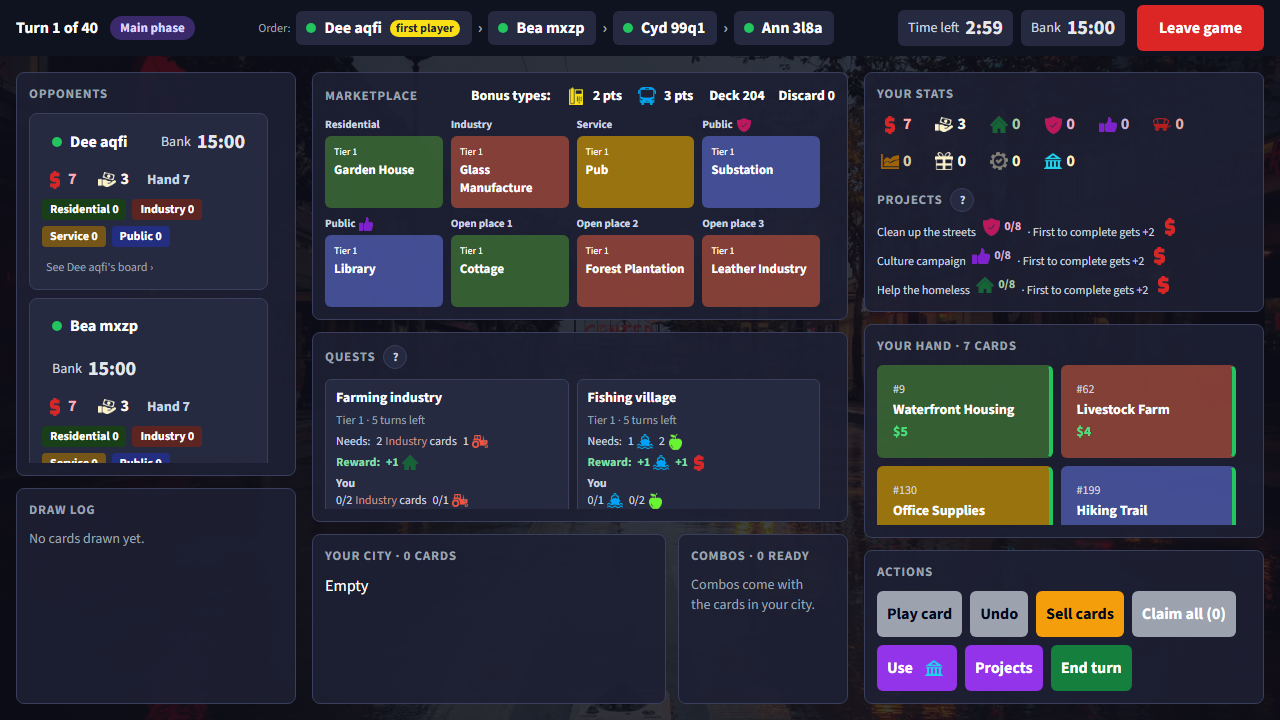 Turn 1 of 40 Main phase Order: Dee aqfi first player › Bea mxzp › Cyd 99q1 › Ann 3l8a Time left 2:59 Bank 15:00 Leave game
OPPONENTS
Dee aqfi Bank 15:00
7 3 Hand 7
Residential 0 Industry 0
Service 0 Public 0
See Dee aqfi's board ›
Bea mxzp
Bank 15:00
7 3 Hand 7
Residential 0 Industry 0
Service 0 Public 0
DRAW LOG
No cards drawn yet.
MARKETPLACE Bonus types: 2 pts 3 pts Deck 204 Discard 0
Residential Industry Service Public
Tier 1 Tier 1 Tier 1 Tier 1
Garden House Glass Manufacture Pub Substation
Public Open place 1 Open place 2 Open place 3
Tier 1 Tier 1 Tier 1 Tier 1
Library Cottage Forest Plantation Leather Industry
QUESTS ?
Farming industry
Tier 1 · 5 turns left
Needs: 2 Industry cards 1
Reward: +1
You
0/2 Industry cards 0/1
Fishing village
Tier 1 · 5 turns left
Needs: 1 2
Reward: +1 +1
You
0/1 0/2
YOUR CITY · 0 CARDS
Empty
COMBOS · 0 READY
Combos come with
the cards in your city.
YOUR STATS
7 3 0 0 0 0
0 0 0 0
PROJECTS ?
Clean up the streets 0/8 · First to complete gets +2
Culture campaign 0/8 · First to complete gets +2
Help the homeless 0/8 · First to complete gets +2
YOUR HAND · 7 CARDS
#9 #62
Waterfront Housing Livestock Farm
$5 $4
#130 #199
Office Supplies Hiking Trail
ACTIONS
Play card Undo Sell cards Claim all (0)
Use Projects End turn